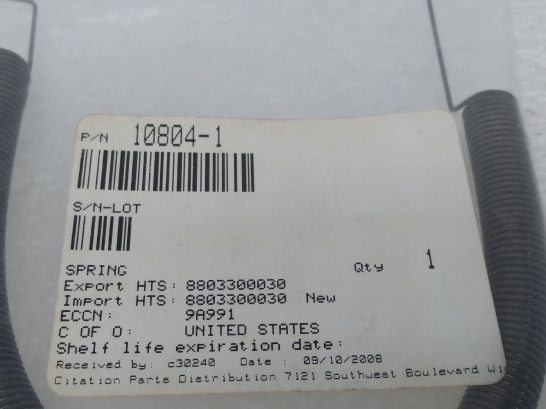 P/N 10804-1
S/N-LOT
SPRING Qty 1
Export HTS: 8803300030
Import HTS: 8803300030 New
ECCN: 9A991
C OF O: UNITED STATES
Shelf life expiration date:
Received by: c30240 Date : 09/10/2008
Citation Parts Distribution 7121 Southwest Boulevard